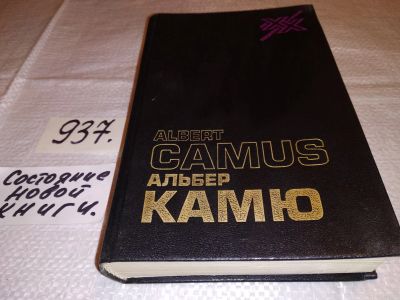 937.
Состояние
новой
книги.
ALBERT
CAMUS
АЛЬБЕР
КАМЮ